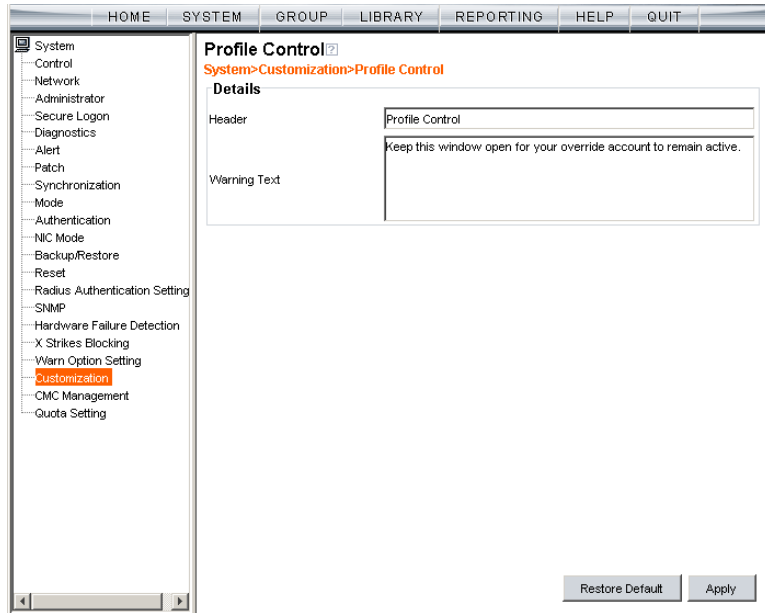 HOME SYSTEM GROUP LIBRARY REPORTING HELP QUIT
System
Control
Network
Administrator
Secure Logon
Diagnostics
Alert
Patch
Synchronization
Mode
Authentication
NIC Mode
Backup/Restore
Reset
Radius Authentication Setting
SNMP
Hardware Failure Detection
X Strikes Blocking
Warn Option Setting
Customization
CMC Management
Quota Setting
Profile Control?
System>Customization>Profile Control
Details
Header Profile Control
Warning Text Keep this window open for your override account to remain active.
Restore Default Apply